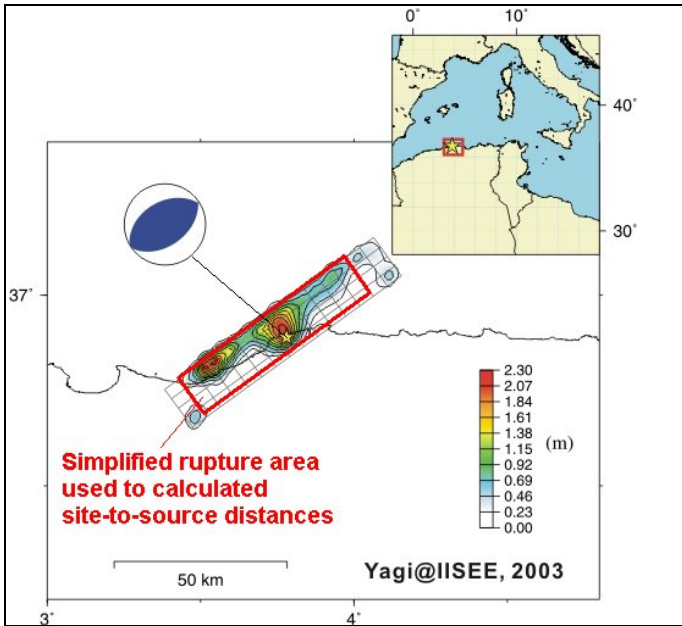 0° 10°
40°
30°
37°
2.30
2.07
1.84
1.61
1.38
1.15
0.92
0.69
0.46
0.23
0.00
(m)
Simplified rupture area
used to calculated
site-to-source distances
50 km
Yagi@IISEE, 2003
3° 4°